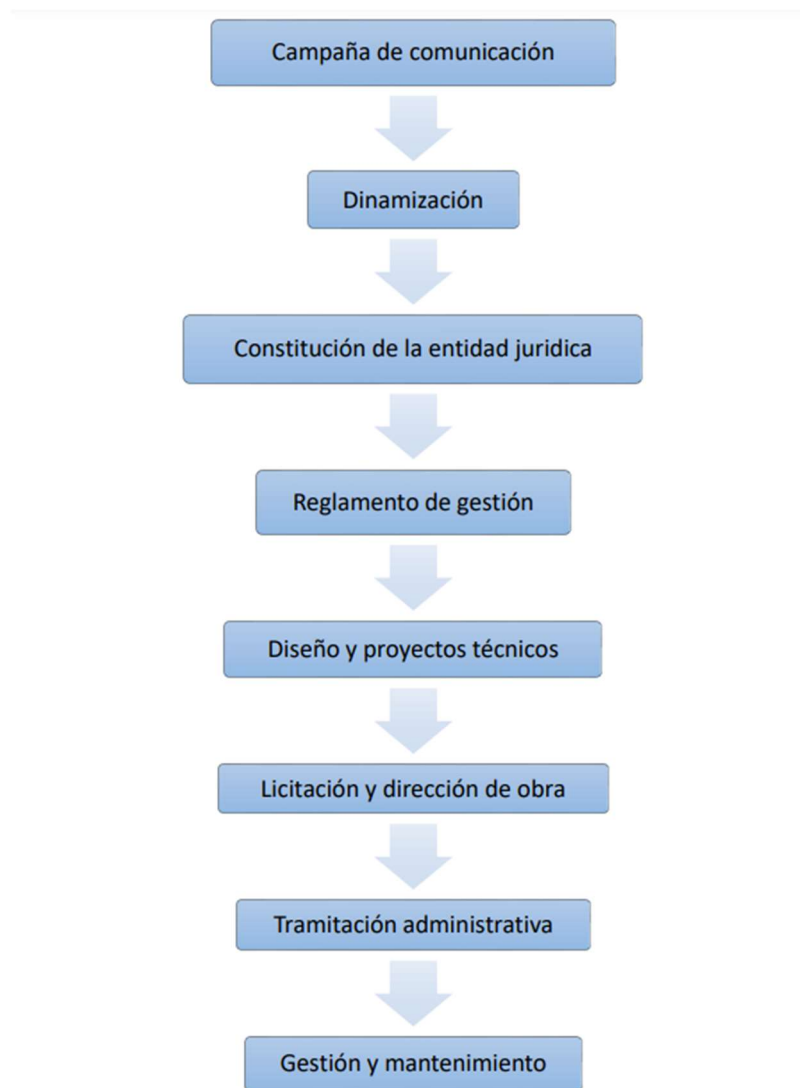 Campaña de comunicación
Dinamización
Constitución de la entidad juridica
Reglamento de gestión
Diseño y proyectos técnicos
Licitación y dirección de obra
Tramitación administrativa
Gestión y mantenimiento